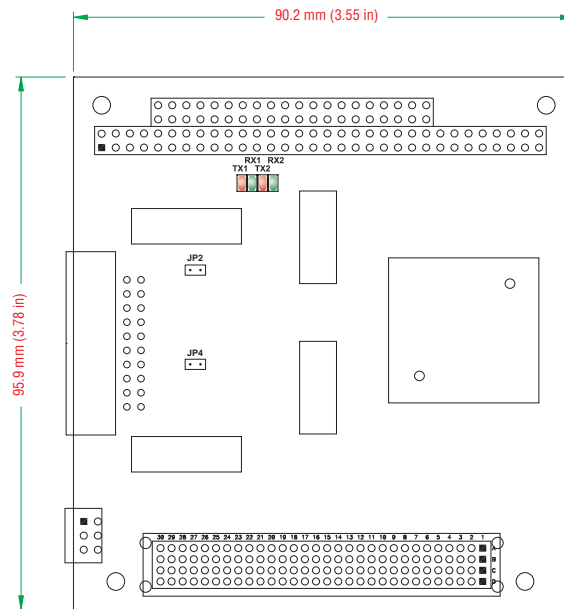 90.2 mm (3.55 in)
RX1 RX2
TX1 TX2
JP2
95.9 mm (3.78 in)
JP4
30 29 28 27 26 25 24 23 22 21 20 19 18 17 16 15 14 13 12 11 10 9 8 7 6 5 4 3 2 1
A
B
C
D